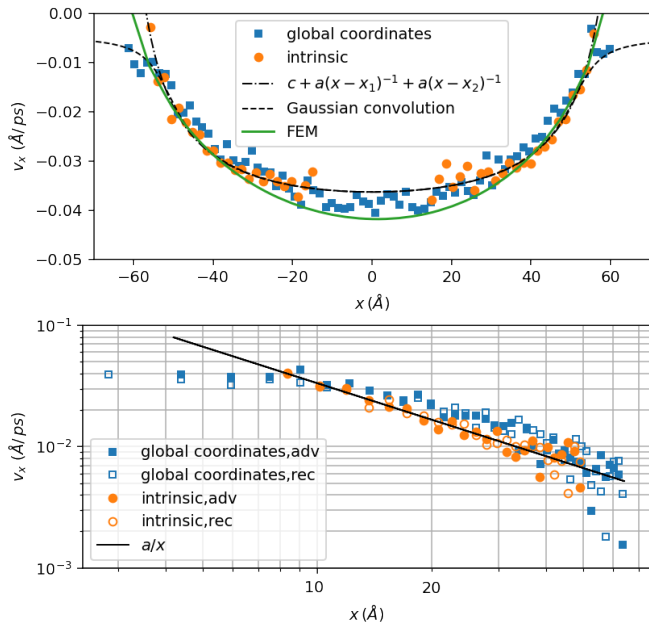 0.00
−0.01
−0.02
−0.03
−0.04
−0.05
v_x (Å/ps)
global coordinates
intrinsic
c + a(x − x₁)⁻¹ + a(x − x₂)⁻¹
Gaussian convolution
FEM
−60 −40 −20 0 20 40 60
x (Å)
10⁻¹
10⁻²
10⁻³
v_x (Å/ps)
global coordinates,adv
global coordinates,rec
intrinsic,adv
intrinsic,rec
a/x
10 20
x (Å)